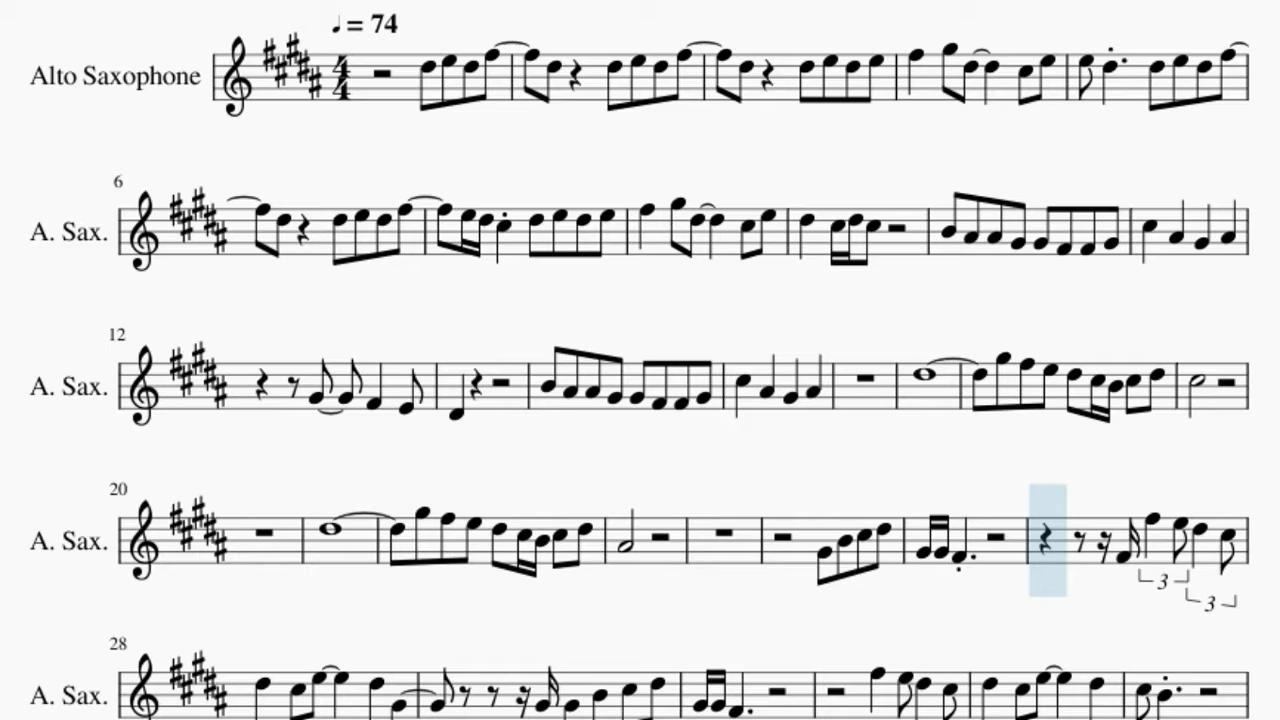 ♩ = 74
Alto Saxophone
4
4
6
A. Sax.
12
A. Sax.
20
A. Sax.
3
3
28
A. Sax.